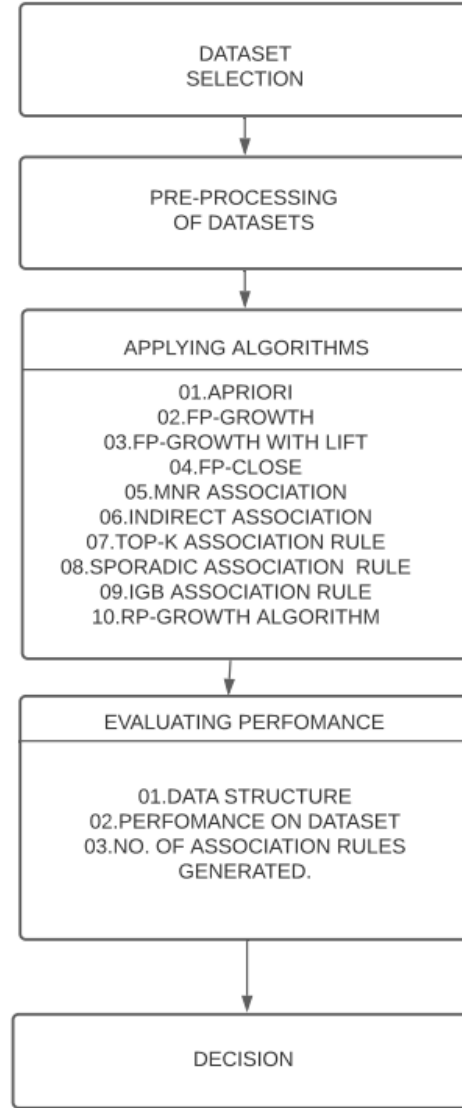 DATASET
SELECTION
PRE-PROCESSING
OF DATASETS
APPLYING ALGORITHMS
01.APRIORI
02.FP-GROWTH
03.FP-GROWTH WITH LIFT
04.FP-CLOSE
05.MNR ASSOCIATION
06.INDIRECT ASSOCIATION
07.TOP-K ASSOCIATION RULE
08.SPORADIC ASSOCIATION  RULE
09.IGB ASSOCIATION RULE
10.RP-GROWTH ALGORITHM
EVALUATING PERFOMANCE
01.DATA STRUCTURE
02.PERFOMANCE ON DATASET
03.NO. OF ASSOCIATION RULES
GENERATED.
DECISION